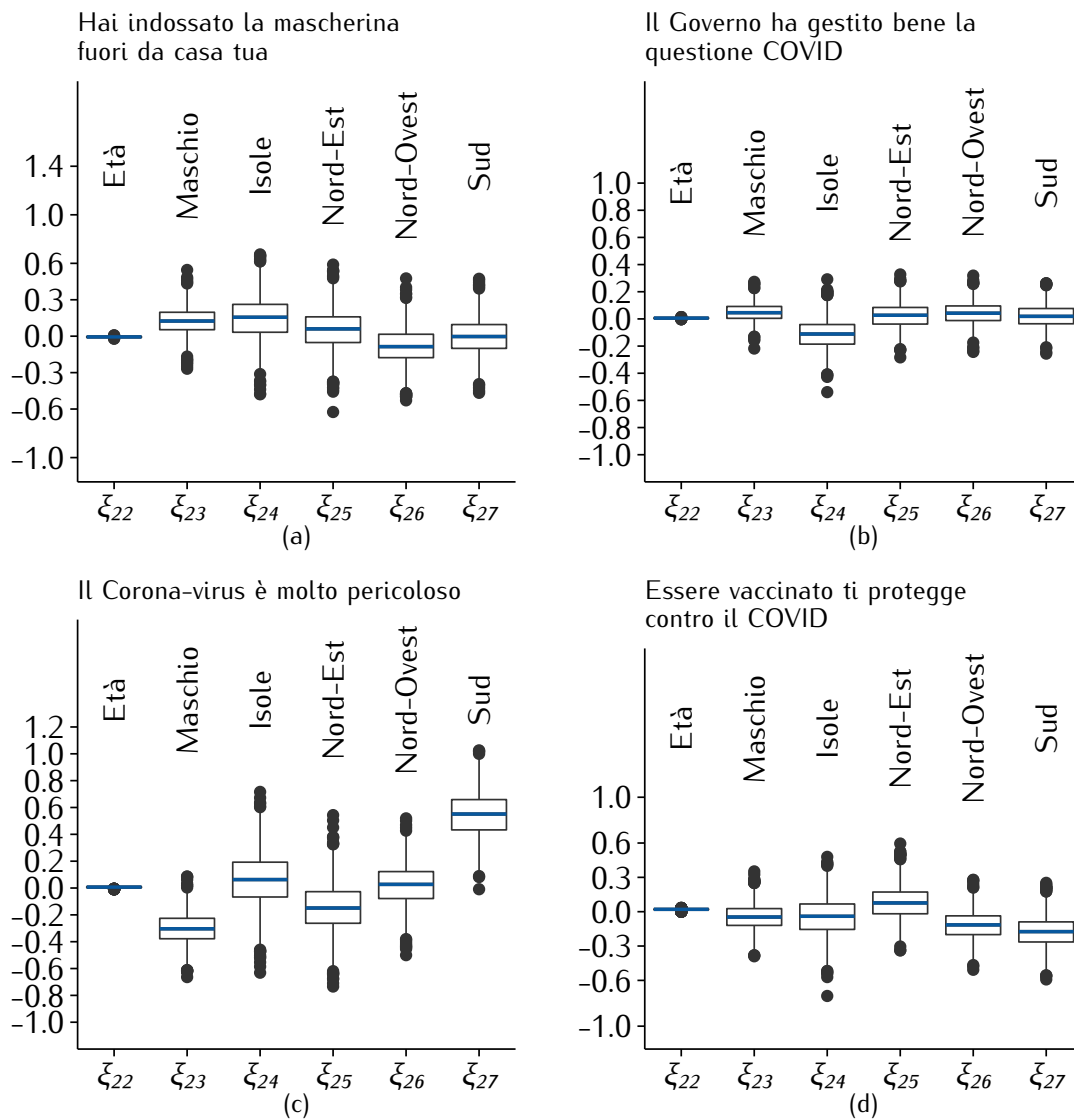 Hai indossato la mascherina
fuori da casa tua
Età
Maschio
Isole
Nord-Est
Nord-Ovest
Sud
1.4
1.0
0.6
0.3
0.0
-0.3
-0.6
-1.0
ξ22 ξ23 ξ24 ξ25 ξ26 ξ27
(a)
Il Governo ha gestito bene la
questione COVID
Età
Maschio
Isole
Nord-Est
Nord-Ovest
Sud
1.0
0.8
0.6
0.4
0.2
0.0
-0.2
-0.4
-0.6
-0.8
-1.0
ξ22 ξ23 ξ24 ξ25 ξ26 ξ27
(b)
Il Corona-virus è molto pericoloso
Età
Maschio
Isole
Nord-Est
Nord-Ovest
Sud
1.2
1.0
0.8
0.6
0.4
0.2
0.0
-0.2
-0.4
-0.6
-0.8
-1.0
ξ22 ξ23 ξ24 ξ25 ξ26 ξ27
(c)
Essere vaccinato ti protegge
contro il COVID
Età
Maschio
Isole
Nord-Est
Nord-Ovest
Sud
1.0
0.6
0.3
0.0
-0.3
-0.6
-1.0
ξ22 ξ23 ξ24 ξ25 ξ26 ξ27
(d)